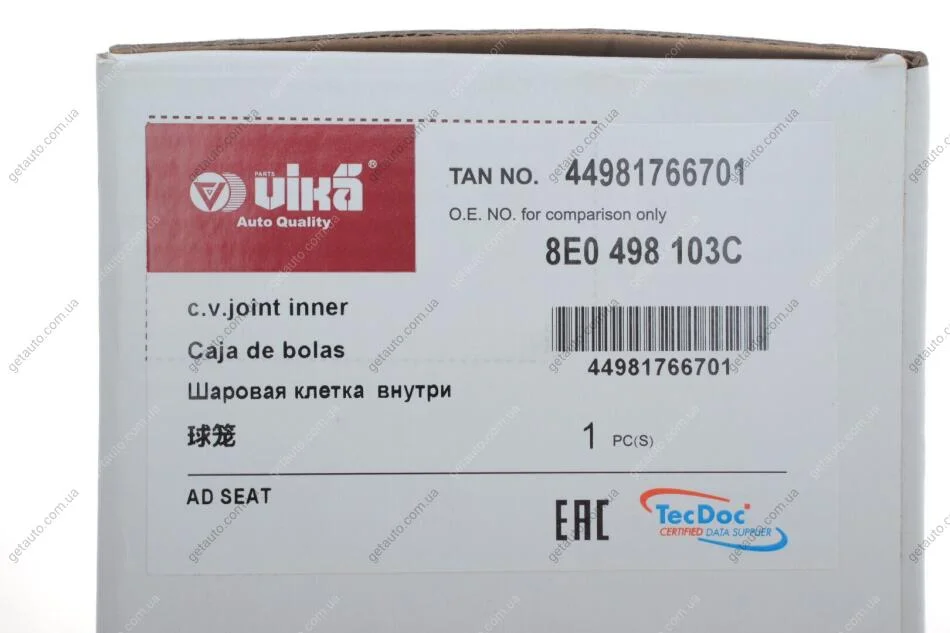 PARTS
vika®
Auto Quality
TAN NO. 44981766701
O.E. NO. for comparison only
8E0 498 103C
c.v.joint inner
Caja de bolas
Шаровая клетка внутри
球笼
44981766701
1 PC(S)
AD SEAT
EAC
TecDoc
CERTIFIED DATA SUPPLIER
getauto.com.ua